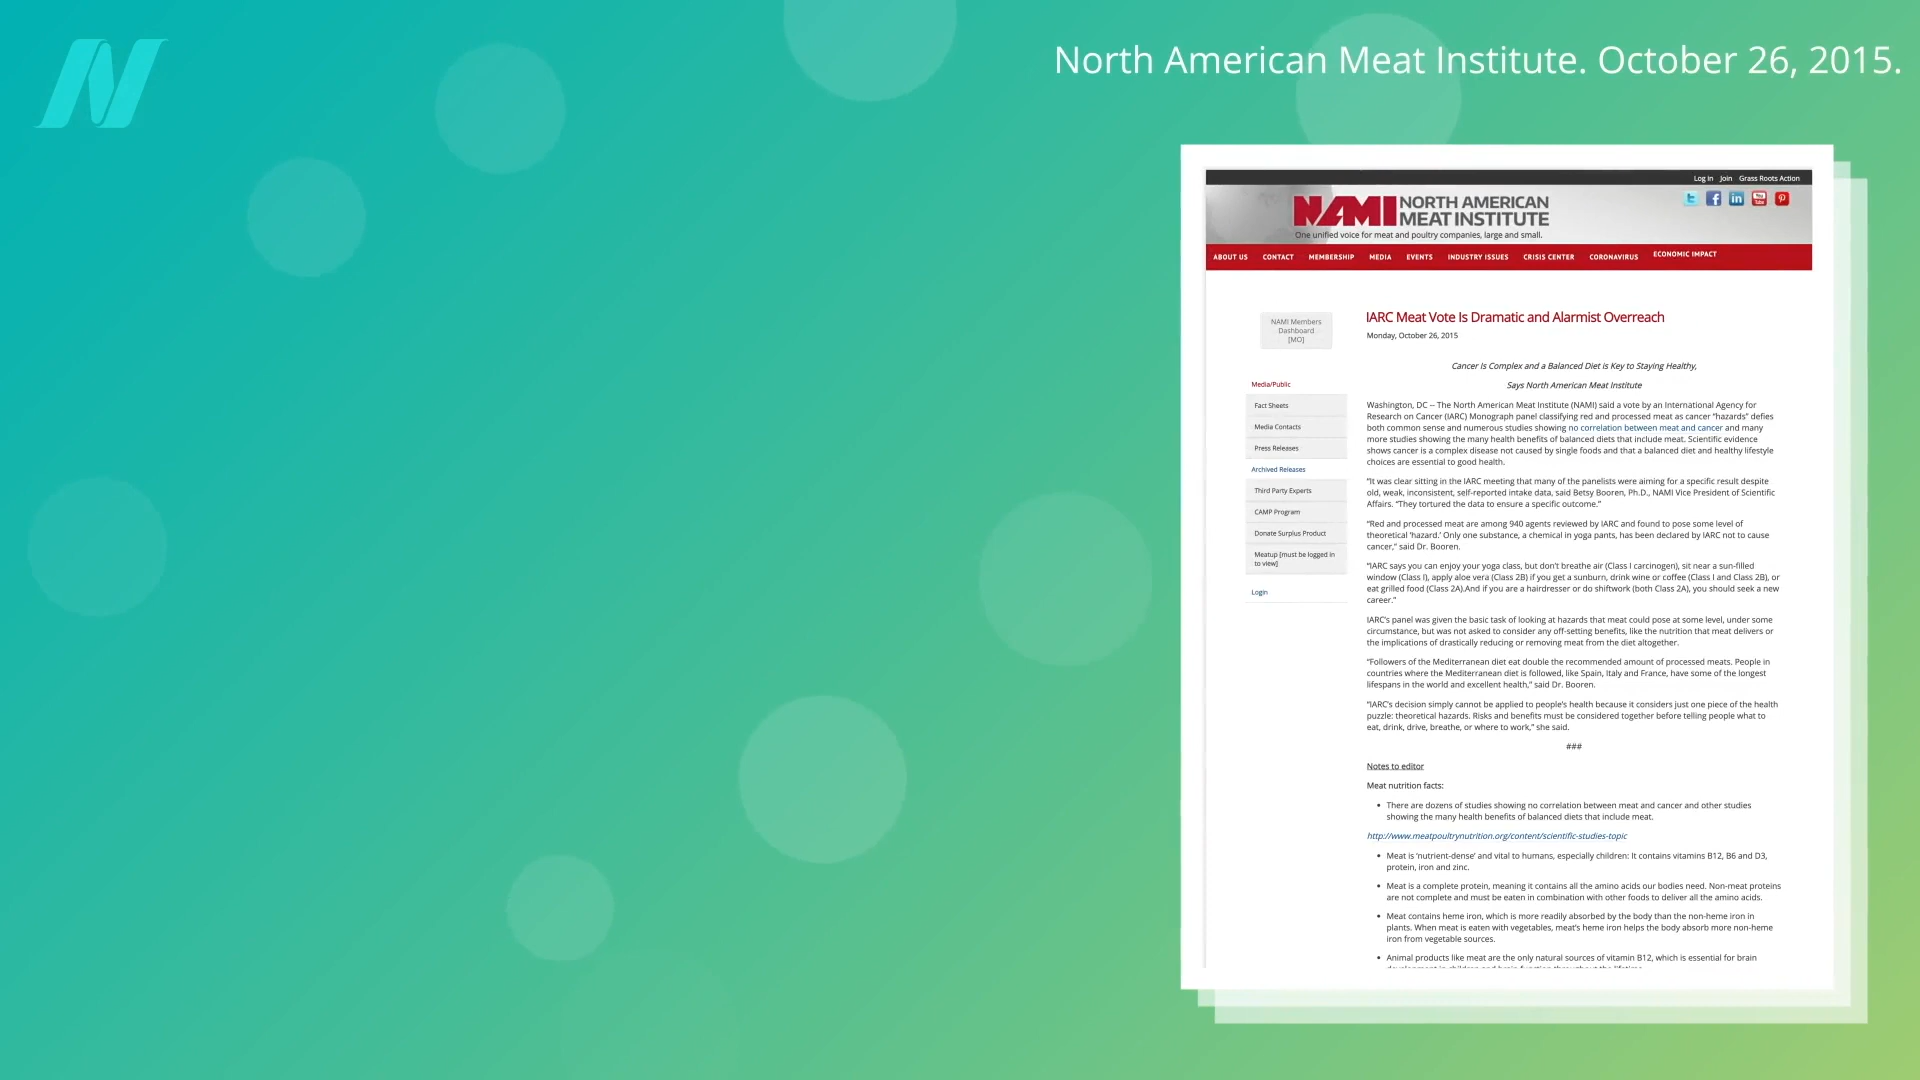 North American Meat Institute. October 26, 2015.
Log In Join Grass Roots Action
NAMI NORTH AMERICAN
MEAT INSTITUTE
One unified voice for meat and poultry companies, large and small.
ABOUT US CONTACT MEMBERSHIP MEDIA EVENTS INDUSTRY ISSUES CRISIS CENTER CORONAVIRUS ECONOMIC IMPACT
NAMI Members
Dashboard
[MO]
Media/Public
Fact Sheets
Media Contacts
Press Releases
Archived Releases
Third Party Experts
CAMP Program
Donate Surplus Product
Meatup [must be logged in
to view]
Login
IARC Meat Vote Is Dramatic and Alarmist Overreach
Monday, October 26, 2015
Cancer Is Complex and a Balanced Diet is Key to Staying Healthy,
Says North American Meat Institute
Washington, DC -- The North American Meat Institute (NAMI) said a vote by an International Agency for
Research on Cancer (IARC) Monograph panel classifying red and processed meat as cancer “hazards” defies
both common sense and numerous studies showing no correlation between meat and cancer and many
more studies showing the many health benefits of balanced diets that include meat. Scientific evidence
shows cancer is a complex disease not caused by single foods and that a balanced diet and healthy lifestyle
choices are essential to good health.
“It was clear sitting in the IARC meeting that many of the panelists were aiming for a specific result despite
old, weak, inconsistent, self-reported intake data, said Betsy Booren, Ph.D., NAMI Vice President of Scientific
Affairs. “They tortured the data to ensure a specific outcome.”
“Red and processed meat are among 940 agents reviewed by IARC and found to pose some level of
theoretical ‘hazard.’ Only one substance, a chemical in yoga pants, has been declared by IARC not to cause
cancer,” said Dr. Booren.
“IARC says you can enjoy your yoga class, but don’t breathe air (Class I carcinogen), sit near a sun-filled
window (Class I), apply aloe vera (Class 2B) if you get a sunburn, drink wine or coffee (Class I and Class 2B), or
eat grilled food (Class 2A).And if you are a hairdresser or do shiftwork (both Class 2A), you should seek a new
career.”
IARC’s panel was given the basic task of looking at hazards that meat could pose at some level, under some
circumstance, but was not asked to consider any off-setting benefits, like the nutrition that meat delivers or
the implications of drastically reducing or removing meat from the diet altogether.
“Followers of the Mediterranean diet eat double the recommended amount of processed meats. People in
countries where the Mediterranean diet is followed, like Spain, Italy and France, have some of the longest
lifespans in the world and excellent health,” said Dr. Booren.
“IARC’s decision simply cannot be applied to people’s health because it considers just one piece of the health
puzzle: theoretical hazards. Risks and benefits must be considered together before telling people what to
eat, drink, drive, breathe, or where to work,” she said.
###
Notes to editor
Meat nutrition facts:
• There are dozens of studies showing no correlation between meat and cancer and other studies
showing the many health benefits of balanced diets that include meat.
http://www.meatpoultrynutrition.org/content/scientific-studies-topic
• Meat is ‘nutrient-dense’ and vital to humans, especially children: It contains vitamins B12, B6 and D3,
protein, iron and zinc.
• Meat is a complete protein, meaning it contains all the amino acids our bodies need. Non-meat proteins
are not complete and must be eaten in combination with other foods to deliver all the amino acids.
• Meat contains heme iron, which is more readily absorbed by the body than the non-heme iron in
plants. When meat is eaten with vegetables, meat’s heme iron helps the body absorb more non-heme
iron from vegetable sources.
• Animal products like meat are the only natural sources of vitamin B12, which is essential for brain